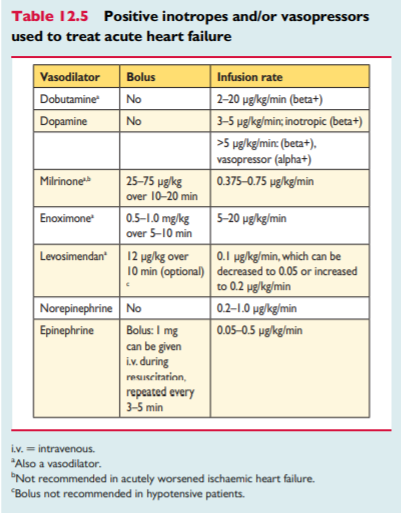 Table 12.5 Positive inotropes and/or vasopressors
used to treat acute heart failure
Vasodilator Bolus Infusion rate
Dobutamineᵃ No 2–20 µg/kg/min (beta+)
Dopamine No 3–5 µg/kg/min; inotropic (beta+)
>5 µg/kg/min: (beta+),
vasopressor (alpha+)
Milrinoneᵃ,ᵇ 25–75 µg/kg 0.375–0.75 µg/kg/min
over 10–20 min
Enoximoneᵃ 0.5–1.0 mg/kg 5–20 µg/kg/min
over 5–10 min
Levosimendanᵃ 12 µg/kg over 0.1 µg/kg/min, which can be
10 min (optional) decreased to 0.05 or increased
ᶜ to 0.2 µg/kg/min
Norepinephrine No 0.2–1.0 µg/kg/min
Epinephrine Bolus: 1 mg 0.05–0.5 µg/kg/min
can be given
i.v. during
resuscitation,
repeated every
3–5 min
i.v. = intravenous.
ᵃAlso a vasodilator.
ᵇNot recommended in acutely worsened ischaemic heart failure.
ᶜBolus not recommended in hypotensive patients.